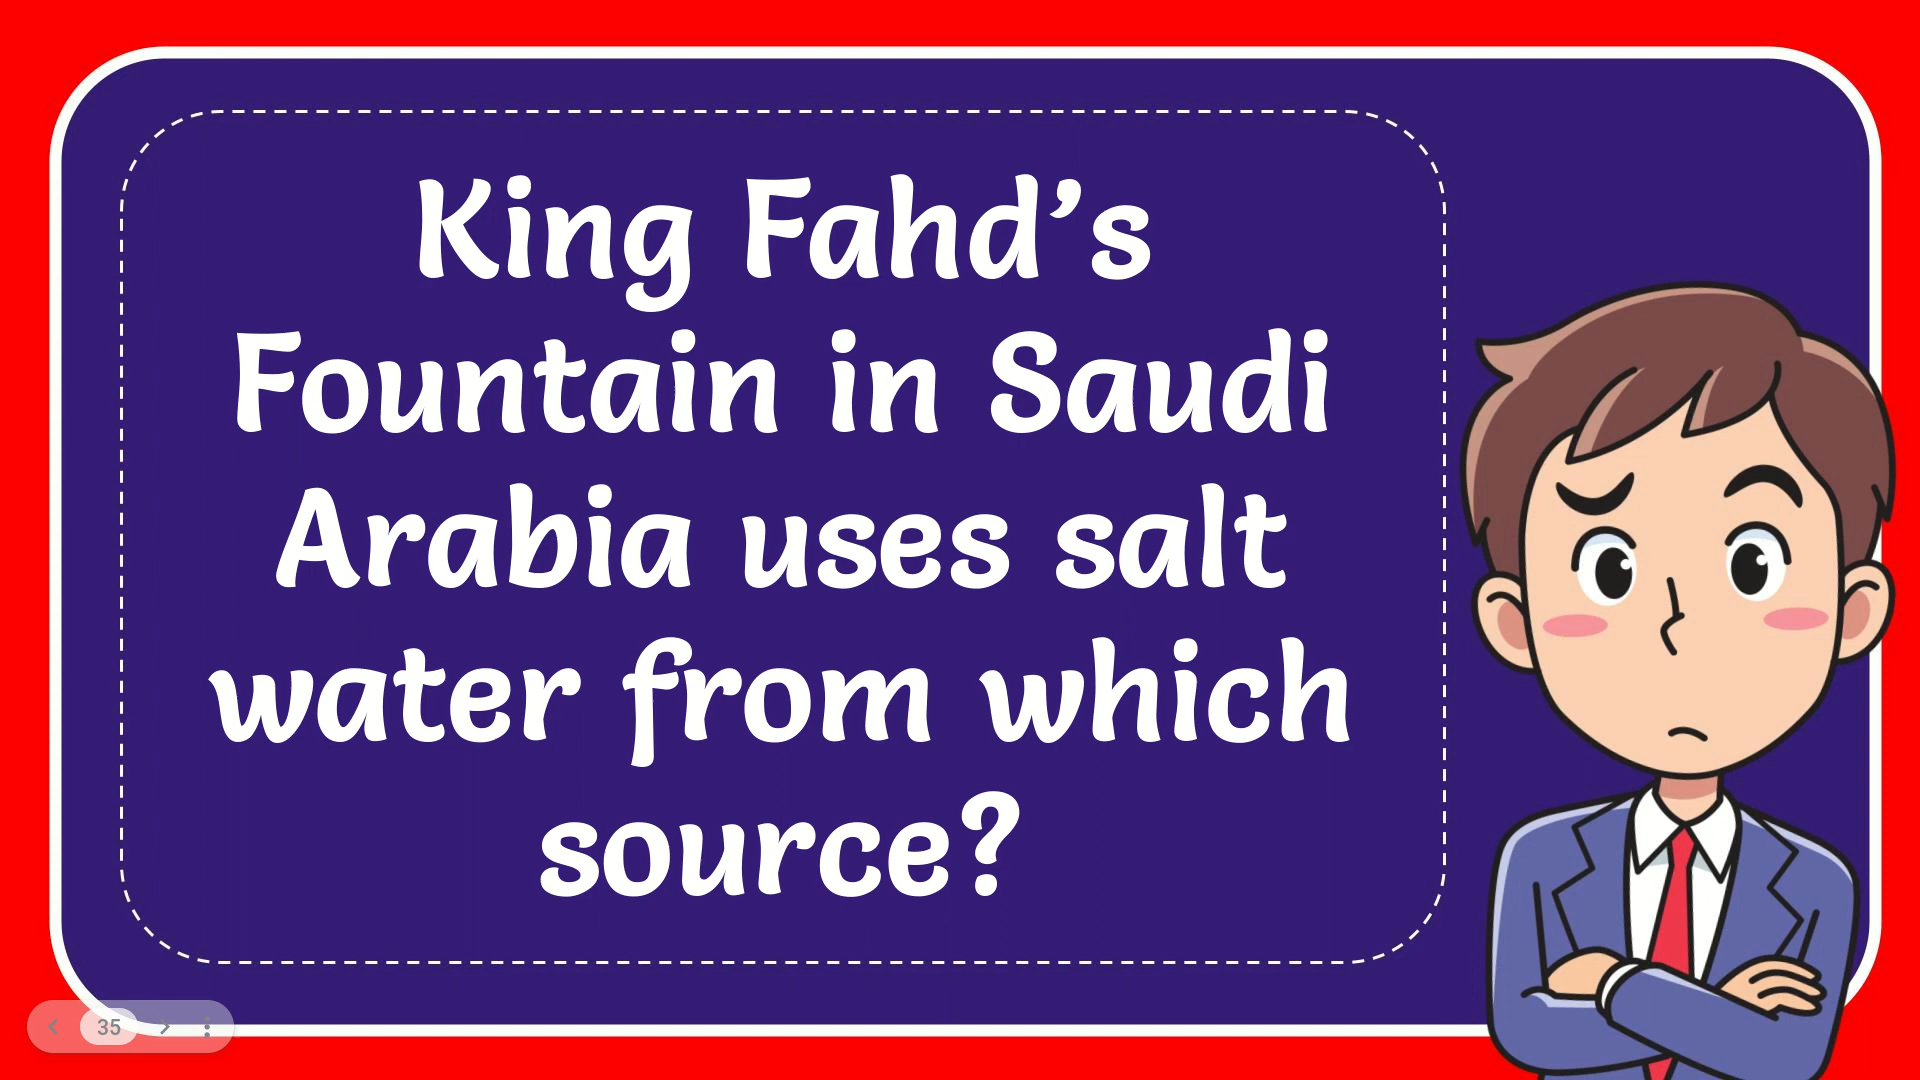 King Fahd’s
Fountain in Saudi
Arabia uses salt
water from which
source?
35